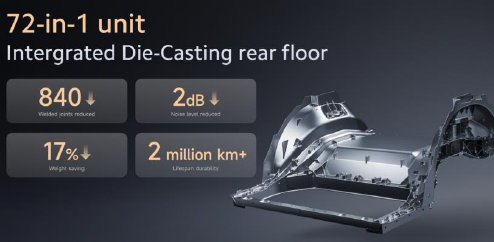 72-in-1 unit
Intergrated Die-Casting rear floor
840↓
Welded joints reduced
2dB↓
Noise level reduced
17%↓
Weight saving
2 million km+
Lifespan durability